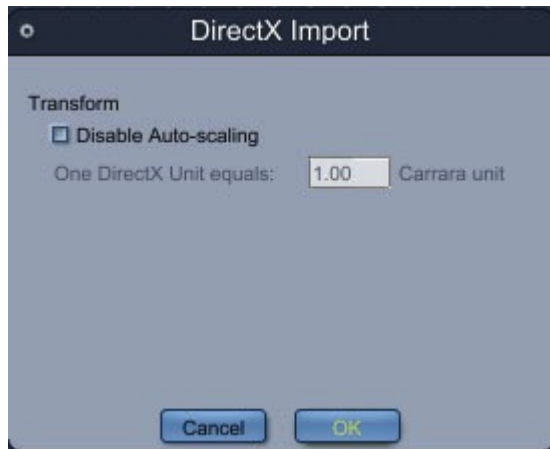 DirectX Import
Transform
Disable Auto-scaling
One DirectX Unit equals: 1.00 Carrara unit
Cancel OK